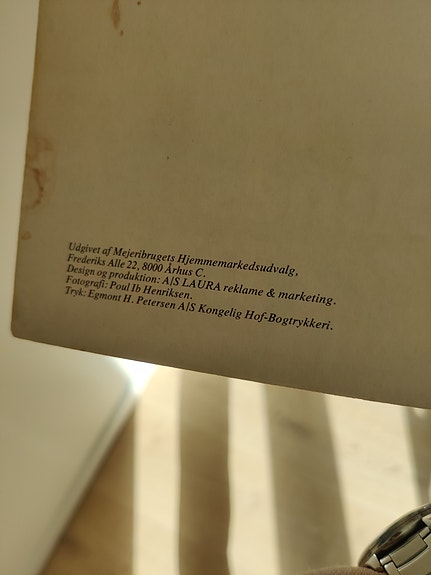 Udgivet af Mejeribrugets Hjemmemarkedsudvalg,
Frederiks Alle 22, 8000 Århus C.
Design og produktion: A/S LAURA reklame & marketing.
Fotografi: Poul Ib Henriksen.
Tryk: Egmont H. Petersen A/S Kongelig Hof-Bogtrykkeri.